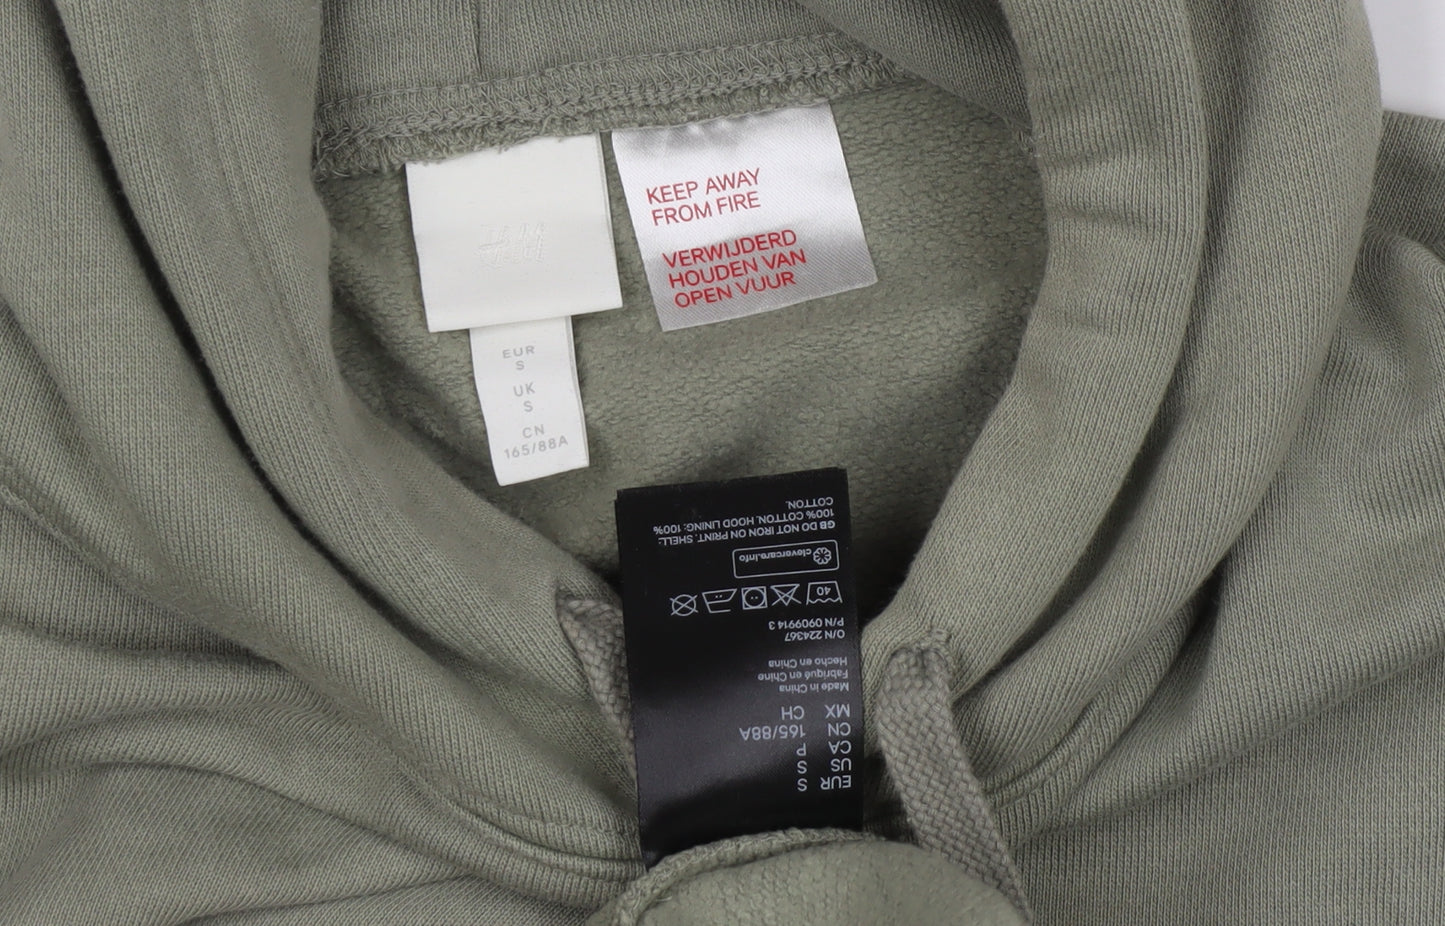 H&M
EUR
S
UK
S
CN
165/88A
KEEP AWAY
FROM FIRE
VERWIJDERD
HOUDEN VAN
OPEN VUUR
EUR S
US S
CA P
CN 165/88A
MX CH
Made in China
Fabriqué en Chine
Hecho en China
O/N 224367
P/N 0909914 3
40
clevercare.info
GB DO NOT IRON ON PRINT. SHELL:
100% COTTON. HOOD LINING: 100%
COTTON.